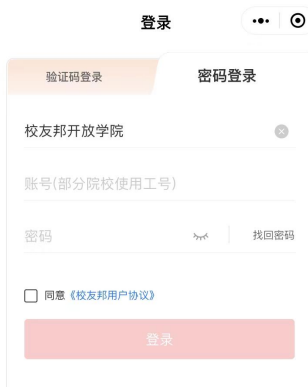 登录
验证码登录
密码登录
校友邦开放学院
账号(部分院校使用工号)
密码
找回密码
同意《校友邦用户协议》
登录